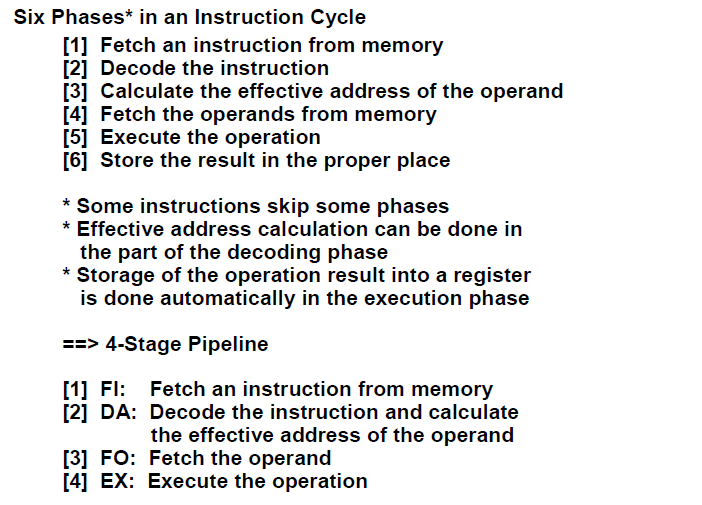 Six Phases* in an Instruction Cycle
[1] Fetch an instruction from memory
[2] Decode the instruction
[3] Calculate the effective address of the operand
[4] Fetch the operands from memory
[5] Execute the operation
[6] Store the result in the proper place
* Some instructions skip some phases
* Effective address calculation can be done in
the part of the decoding phase
* Storage of the operation result into a register
is done automatically in the execution phase
==> 4-Stage Pipeline
[1] FI: Fetch an instruction from memory
[2] DA: Decode the instruction and calculate
the effective address of the operand
[3] FO: Fetch the operand
[4] EX: Execute the operation